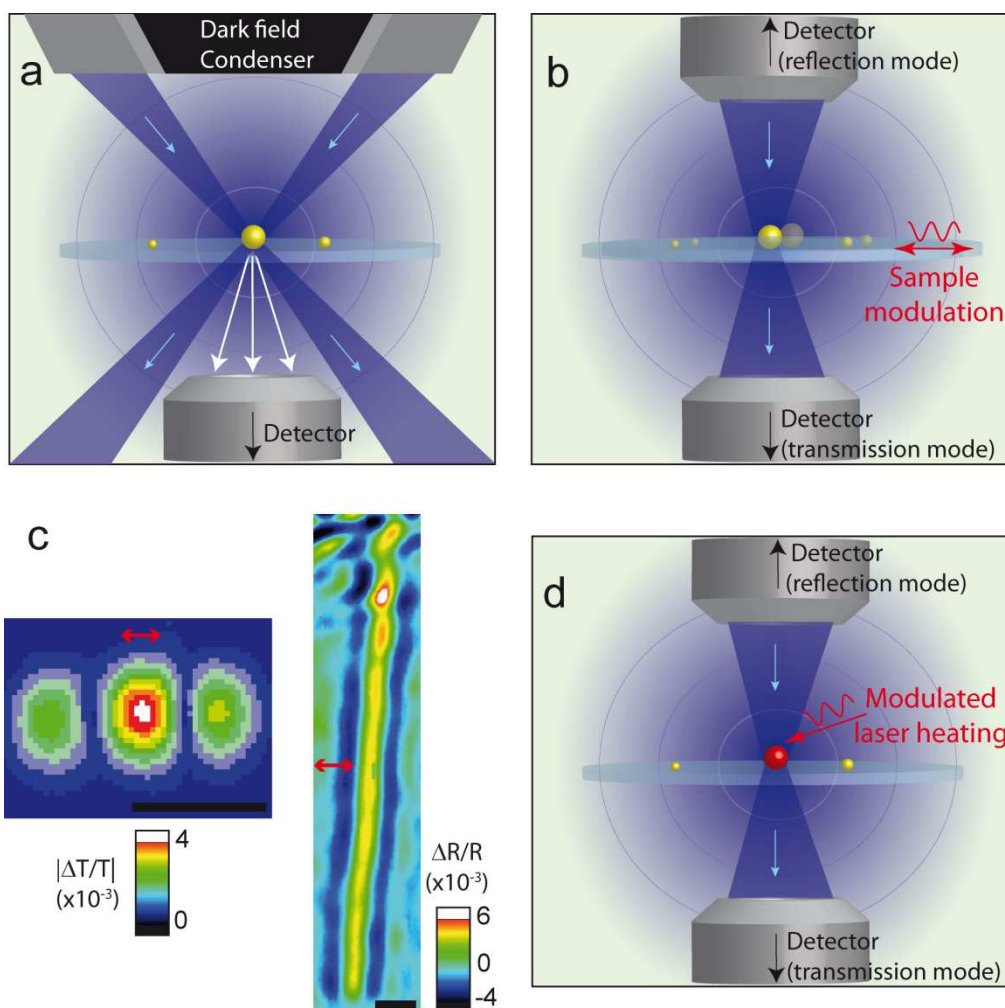 a
Dark field
Condenser
Detector
b
Detector
(reflection mode)
Sample
modulation
Detector
(transmission mode)
c
|ΔT/T|
(x10⁻³)
4
0
ΔR/R
(x10⁻³)
6
0
-4
d
Detector
(reflection mode)
Modulated
laser heating
Detector
(transmission mode)